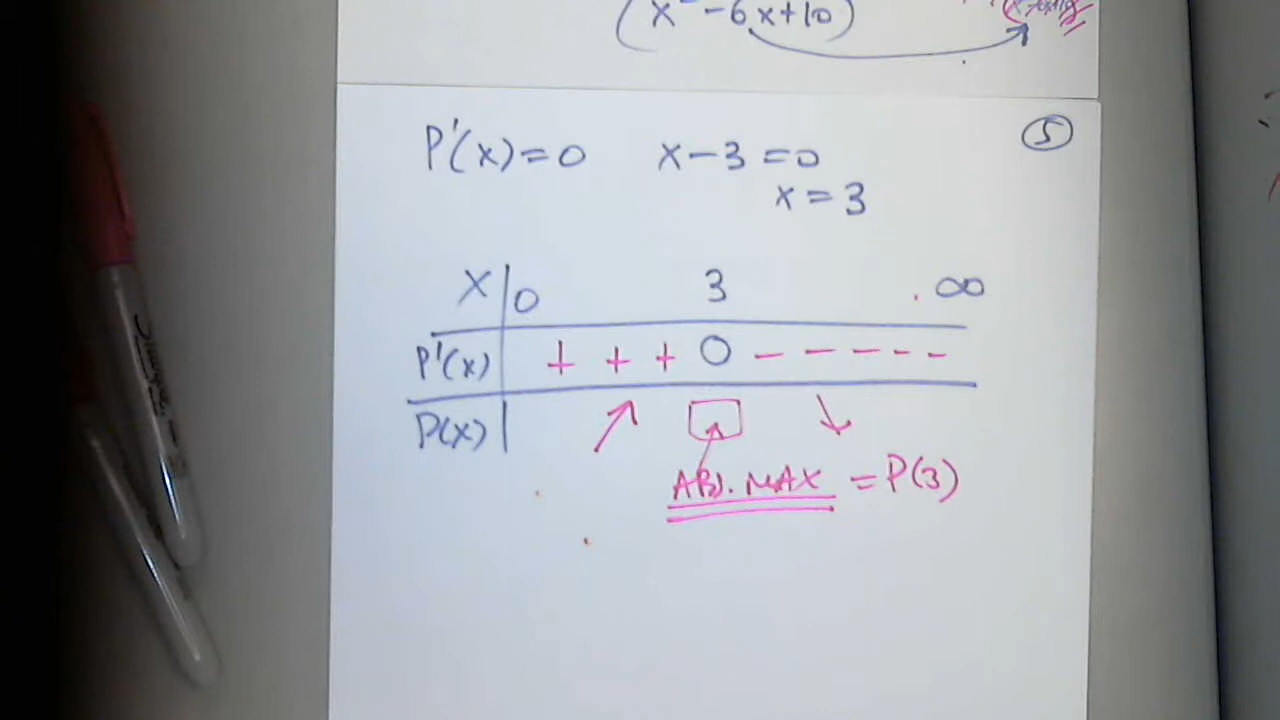 (x²-6x+10)
5
P'(x)=0 x-3=0
x=3
x 0 3 ∞
P'(x) + + + 0 - - - - -
P(x) ↗ ↘
ABS. MAX = P(3)